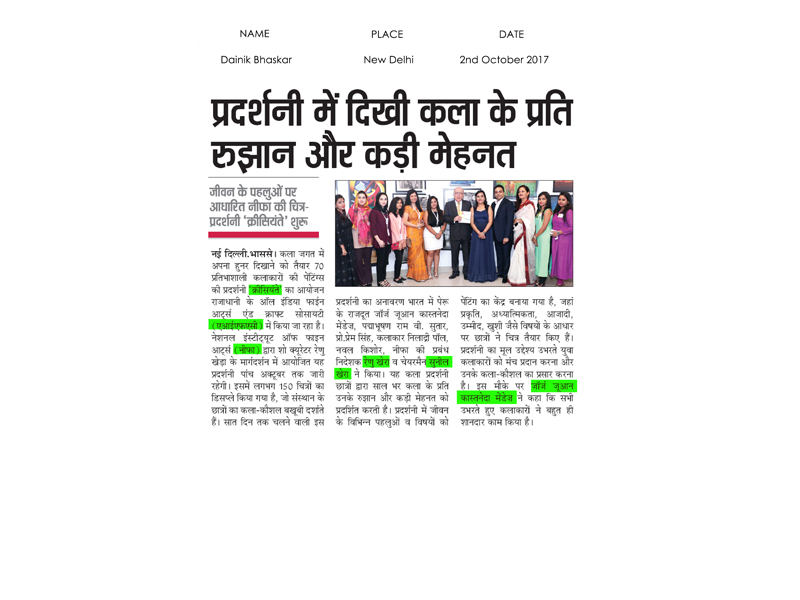 NAME PLACE DATE
Dainik Bhaskar New Delhi 2nd October 2017
प्रदर्शनी में दिखी कला के प्रति
रुझान और कड़ी मेहनत
जीवन के पहलुओं पर
आधारित नीफा की चित्र-
प्रदर्शनी ‘क्रीसियंते’ शुरू
नई दिल्ली.भाससे। कला जगत में
अपना हुनर दिखाने को तैयार 70
प्रतिभाशाली कलाकारों की पेंटिंग्स
की प्रदर्शनी ‘क्रीसियंते’ का आयोजन
राजधानी के ऑल इंडिया फाईन
आर्ट्स एंड क्राफ्ट सोसायटी
(एआईएफएसी) में किया जा रहा है।
नेशनल इंस्टीट्यूट ऑफ फाइन
आर्ट्स (नीफा) द्वारा शो क्यूरेटर रेणु
खेड़ा के मार्गदर्शन में आयोजित यह
प्रदर्शनी पांच अक्टूबर तक जारी
रहेगी। इसमें लगभग 150 चित्रों का
डिसप्ले किया गया है, जो संस्थान के
छात्रों का कला-कौशल बखूबी दर्शाते
हैं। सात दिन तक चलने वाली इस
प्रदर्शनी का अनावरण भारत में पेरू
के राजदूत जॉर्ज जूआन कास्तनेदा
मेंडेज, पद्मभूषण राम वी. सुतार,
प्रो.प्रेम सिंह, कलाकार निलाद्री पॉल,
नवल किशोर, नीफा की प्रबंध
निदेशक रेणु खेरा व चेयरमैन सुनील
खेरा ने किया। यह कला प्रदर्शनी
छात्रों द्वारा साल भर कला के प्रति
उनके रुझान और कड़ी मेहनत को
प्रदर्शित करती है। प्रदर्शनी में जीवन
के विभिन्न पहलुओं व विषयों को
पेंटिंग का केंद्र बनाया गया है, जहां
प्रकृति, अध्यात्मिकता, आजादी,
उम्मीद, खुशी जैसे विषयों के आधार
पर छात्रों ने चित्र तैयार किए हैं।
प्रदर्शनी का मूल उद्देश्य उभरते युवा
कलाकारों को मंच प्रदान करना और
उनके कला-कौशल का प्रसार करना
है। इस मौके पर जॉर्ज जूआन
कास्तनेदा मेंडेज ने कहा कि सभी
उभरते हुए कलाकारों ने बहुत ही
शानदार काम किया है।